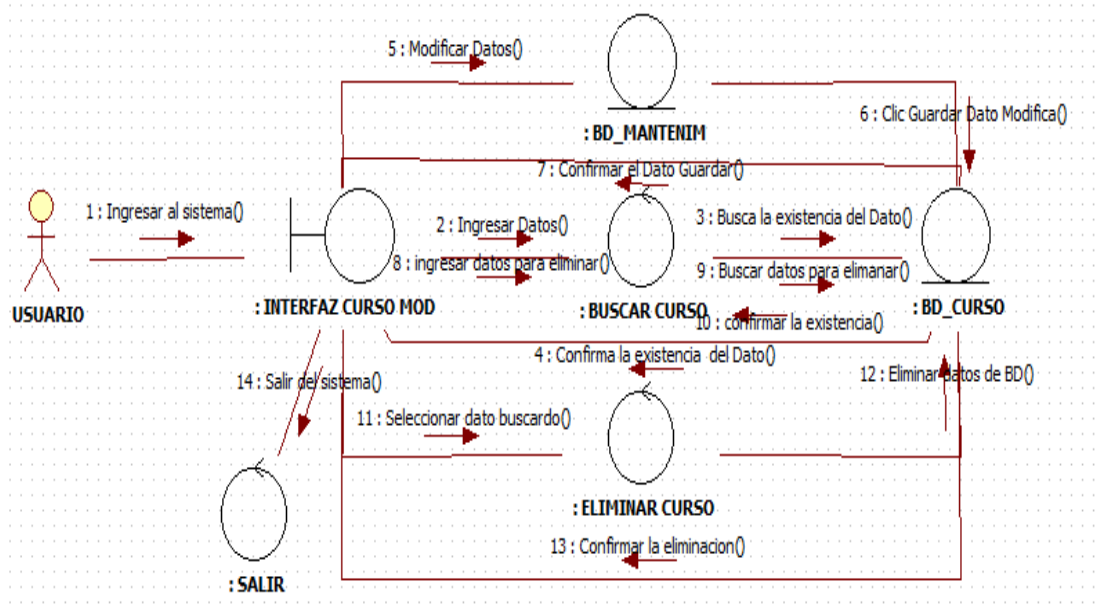 5 : Modificar Datos()
6 : Clic Guardar Dato Modifica()
: BD_MANTENIM
7 : Confirmar el Dato Guardar()
1 : Ingresar al sistema()
2 : Ingresar Datos()
3 : Busca la existencia del Dato()
8 : ingresar datos para eliminar()
9 : Buscar datos para elimanar()
USUARIO
: INTERFAZ CURSO MOD
: BUSCAR CURSO
: BD_CURSO
10 : confirmar la existencia()
4 : Confirma la existencia del Dato()
14 : Salir del sistema()
12 : Eliminar datos de BD()
11 : Seleccionar dato buscardo()
: ELIMINAR CURSO
13 : Confirmar la eliminacion()
: SALIR